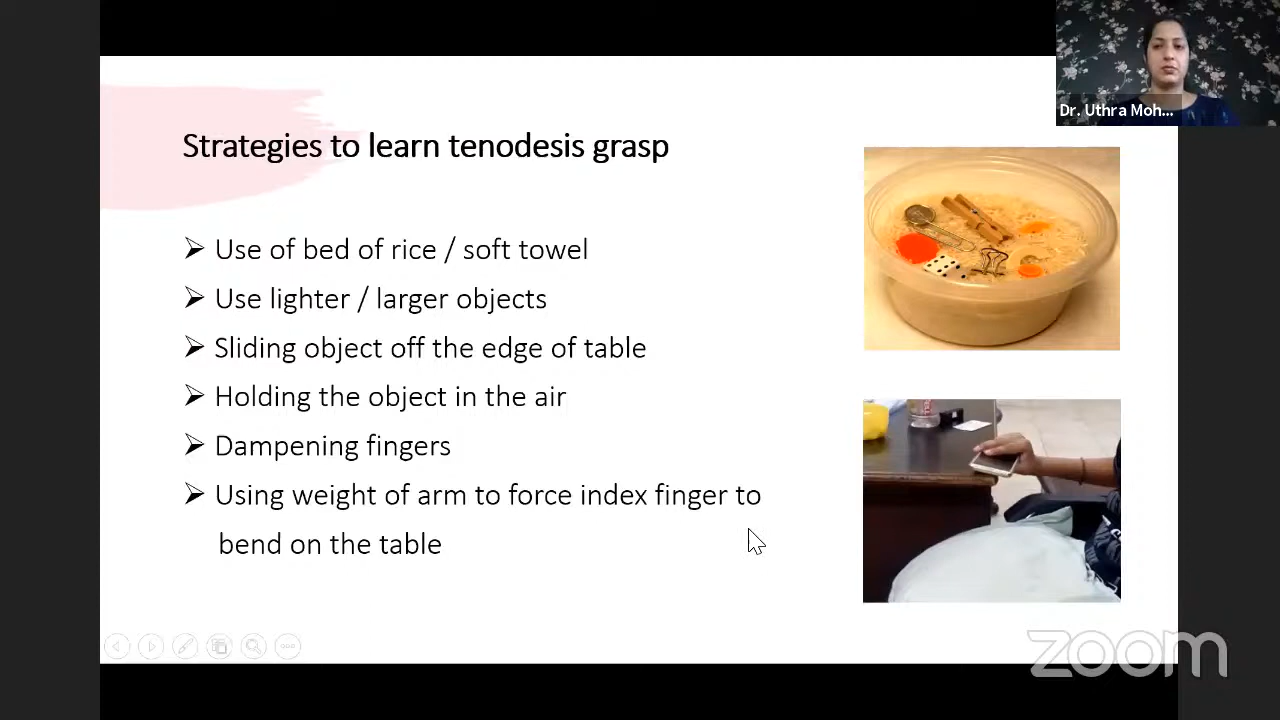 Dr. Uthra Moh...
Strategies to learn tenodesis grasp
➢ Use of bed of rice / soft towel
➢ Use lighter / larger objects
➢ Sliding object off the edge of table
➢ Holding the object in the air
➢ Dampening fingers
➢ Using weight of arm to force index finger to
bend on the table
zoom